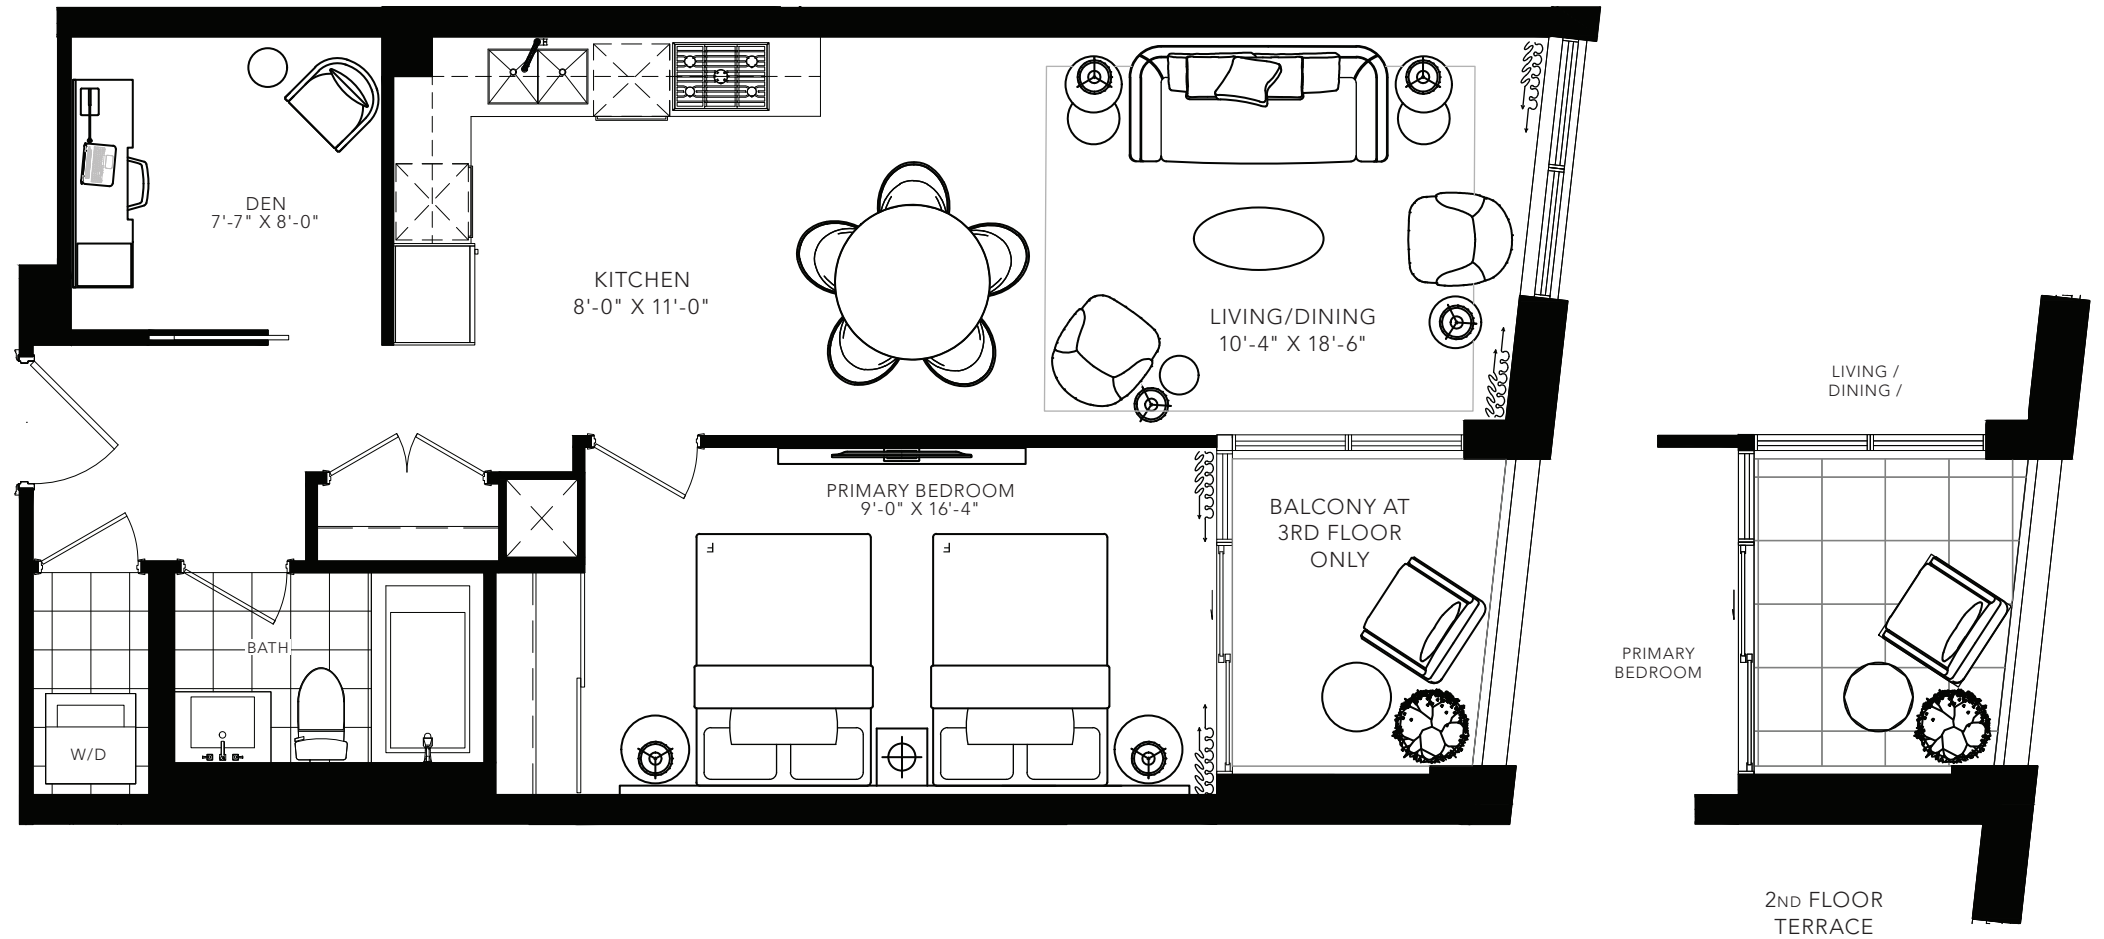 DEN
7'-7" X 8'-0"
KITCHEN
8'-0" X 11'-0"
LIVING/DINING
10'-4" X 18'-6"
PRIMARY BEDROOM
9'-0" X 16'-4"
F
F
BALCONY AT
3RD FLOOR
ONLY
BATH
W/D
LIVING /
DINING /
PRIMARY
BEDROOM
2ND FLOOR
TERRACE